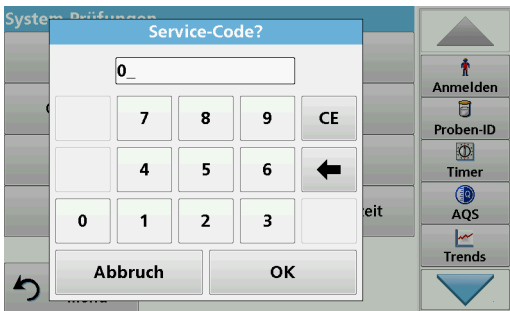 System Prüfungen
Service-Code?
0_
7 8 9 CE
4 5 6
0 1 2 3
Abbruch OK
Anmelden
Proben-ID
Timer
AQS
Trends